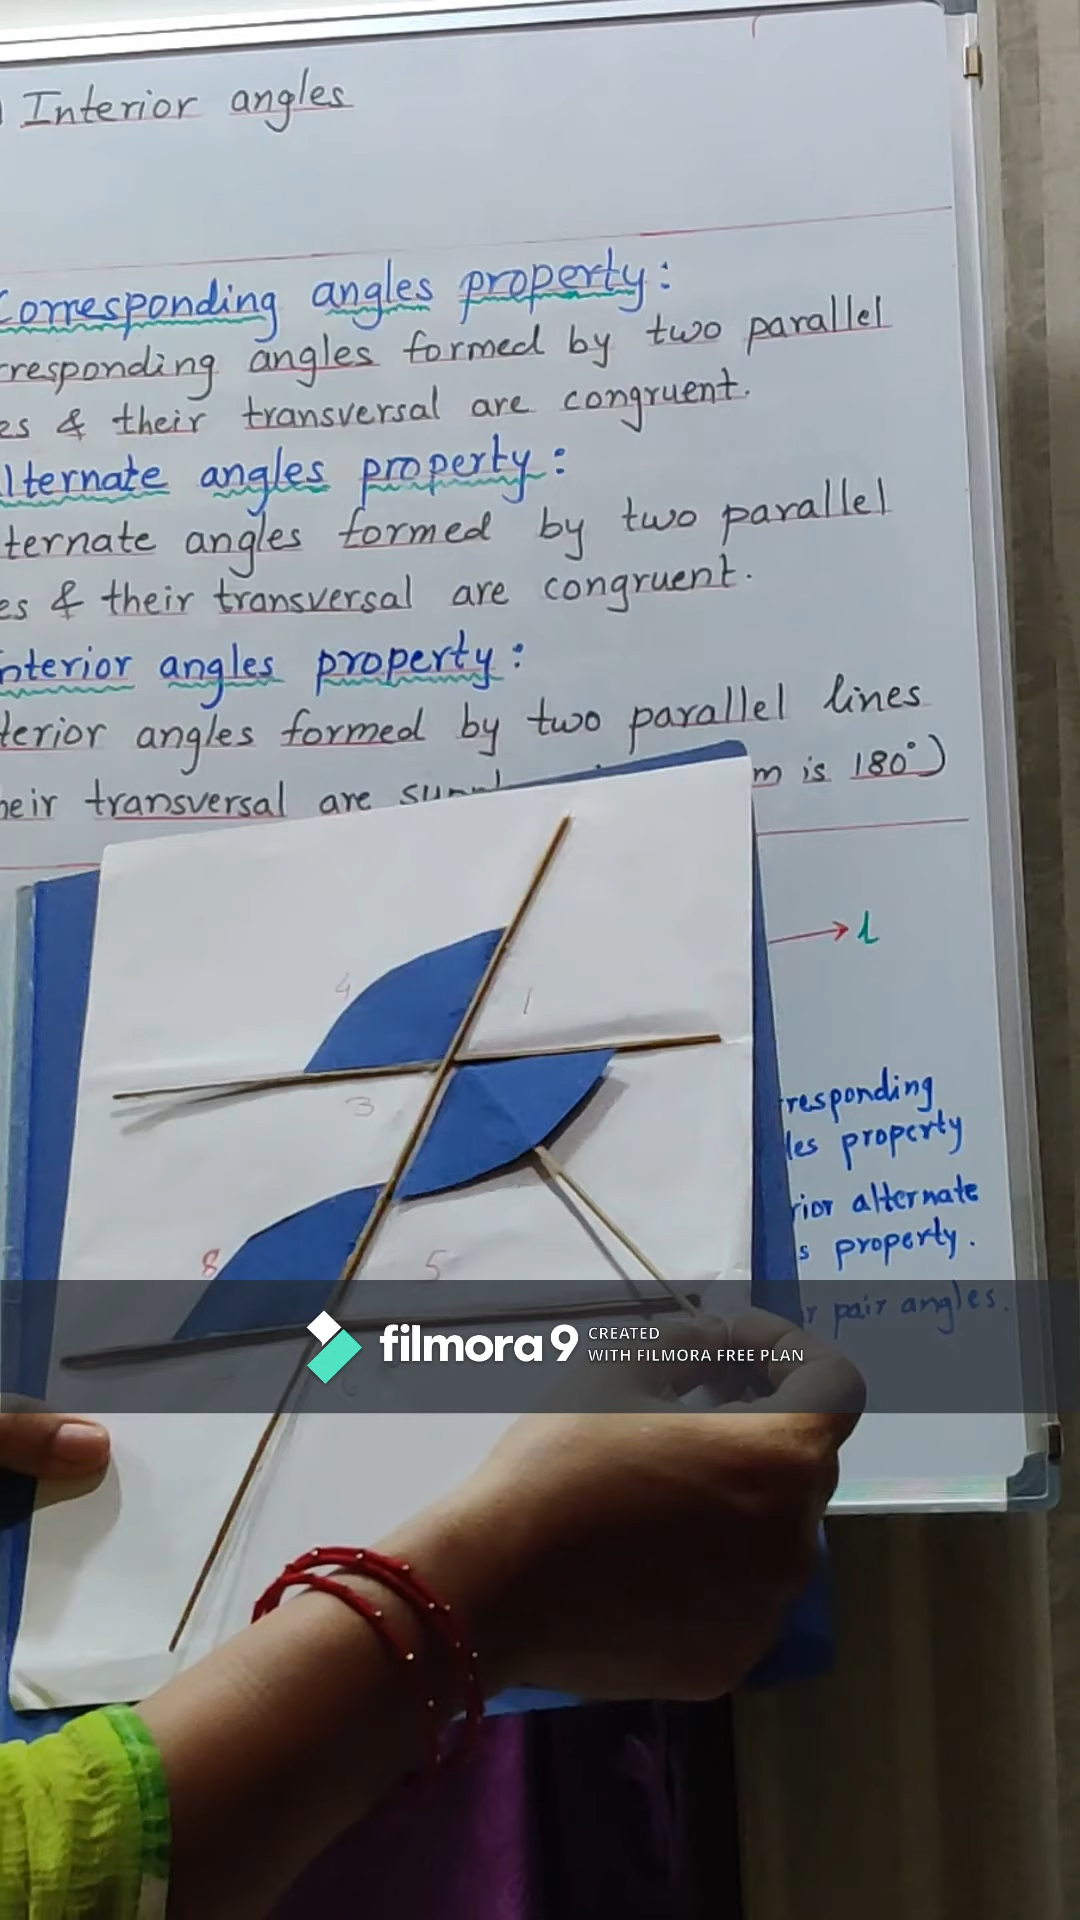 Interior angles
Corresponding angles property:
rresponding angles formed by two parallel
es & their transversal are congruent.
lternate angles property:
ternate angles formed by two parallel
es & their transversal are congruent.
nterior angles property:
terior angles formed by two parallel lines
heir transversal are m is 180°)
l
4
1
3
8
5
responding
les property
rior alternate
s property.
r pair angles.
filmora9 CREATED
WITH FILMORA FREE PLAN